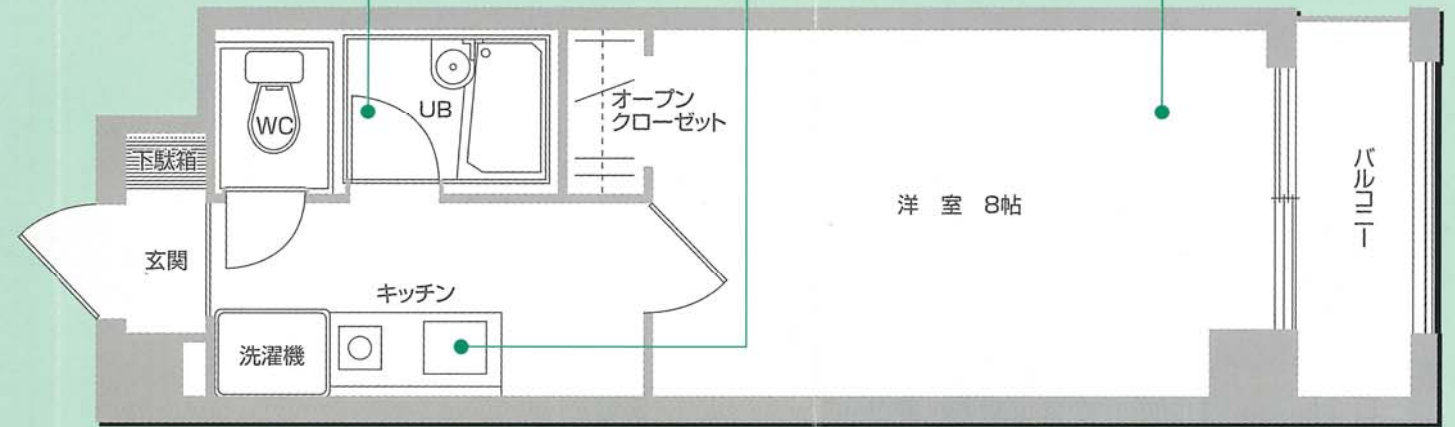 WC
UB
オープン
クローゼット
下駄箱
洋 室 8帖
バルコニー
玄関
キッチン
洗濯機